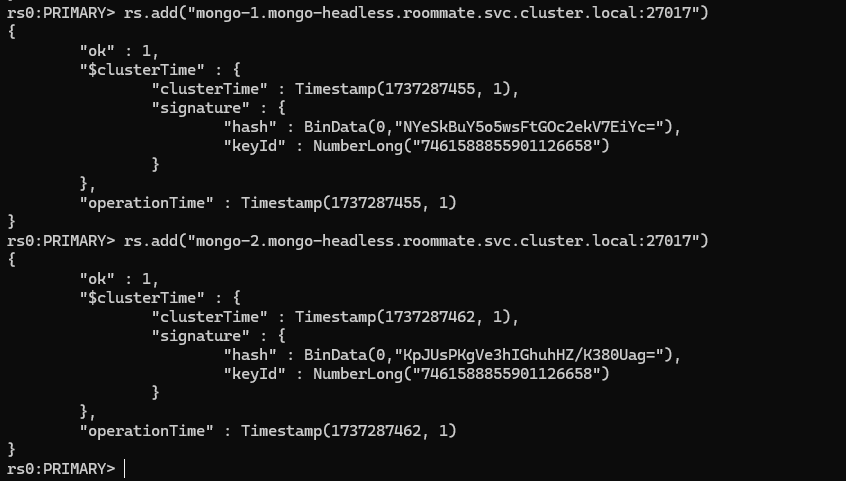 rs0:PRIMARY> rs.add("mongo-1.mongo-headless.roommate.svc.cluster.local:27017")
{
        "ok" : 1,
        "$clusterTime" : {
                "clusterTime" : Timestamp(1737287455, 1),
                "signature" : {
                        "hash" : BinData(0,"NYeSkBuY5o5wsFtGOc2ekV7EiYc="),
                        "keyId" : NumberLong("7461588855901126658")
                }
        },
        "operationTime" : Timestamp(1737287455, 1)
}
rs0:PRIMARY> rs.add("mongo-2.mongo-headless.roommate.svc.cluster.local:27017")
{
        "ok" : 1,
        "$clusterTime" : {
                "clusterTime" : Timestamp(1737287462, 1),
                "signature" : {
                        "hash" : BinData(0,"KpJUsPKgVe3hIGhuhHZ/K380Uag="),
                        "keyId" : NumberLong("7461588855901126658")
                }
        },
        "operationTime" : Timestamp(1737287462, 1)
}
rs0:PRIMARY>